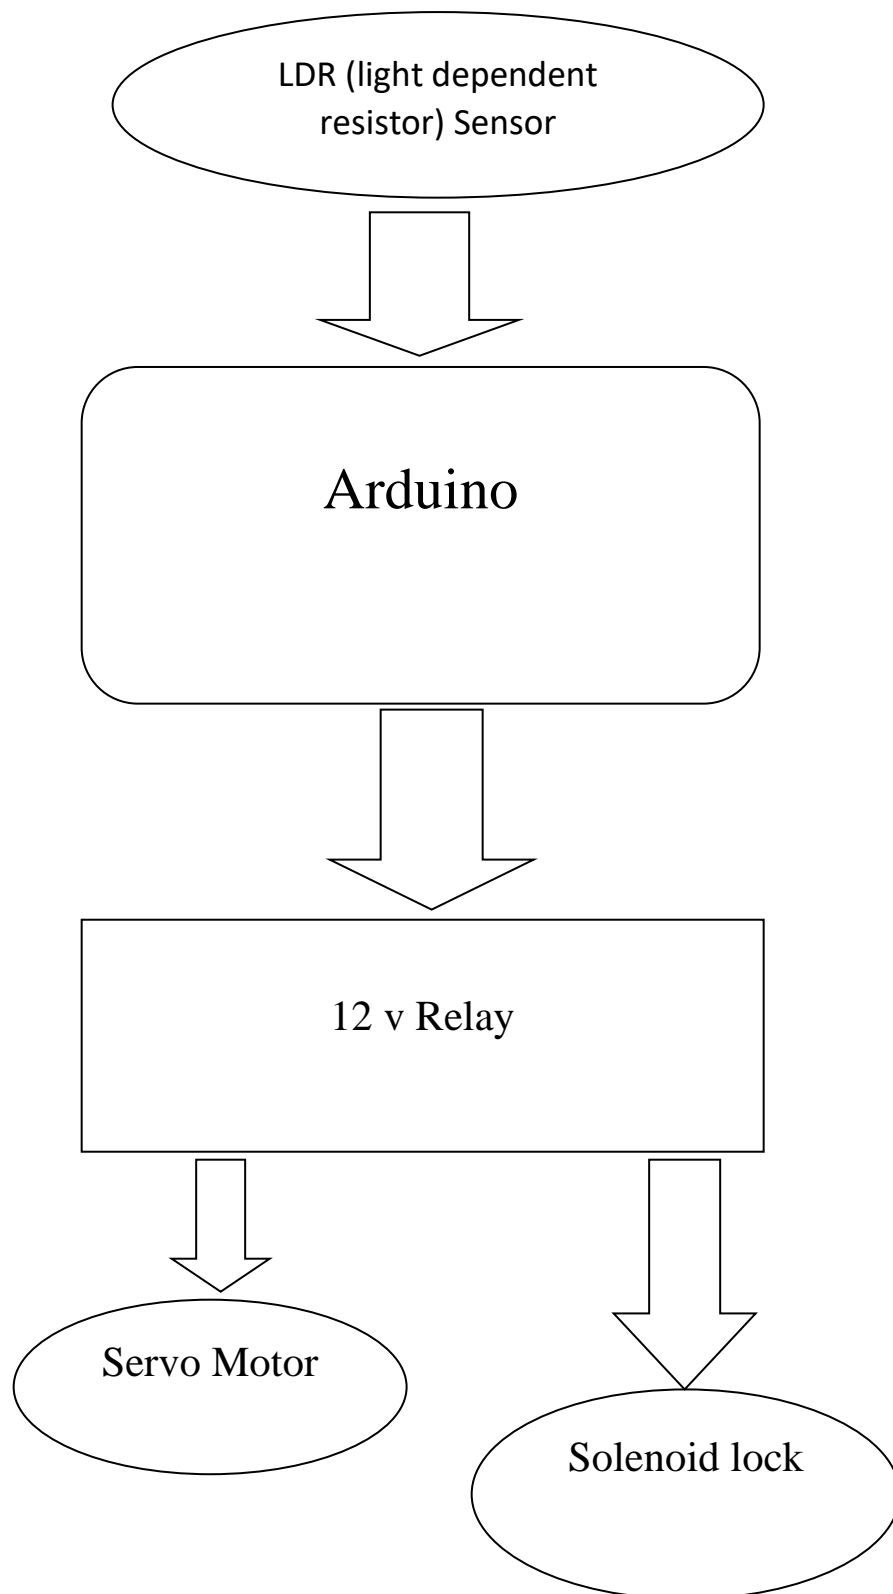 LDR (light dependent
resistor) Sensor
Arduino
12 v Relay
Servo Motor
Solenoid lock